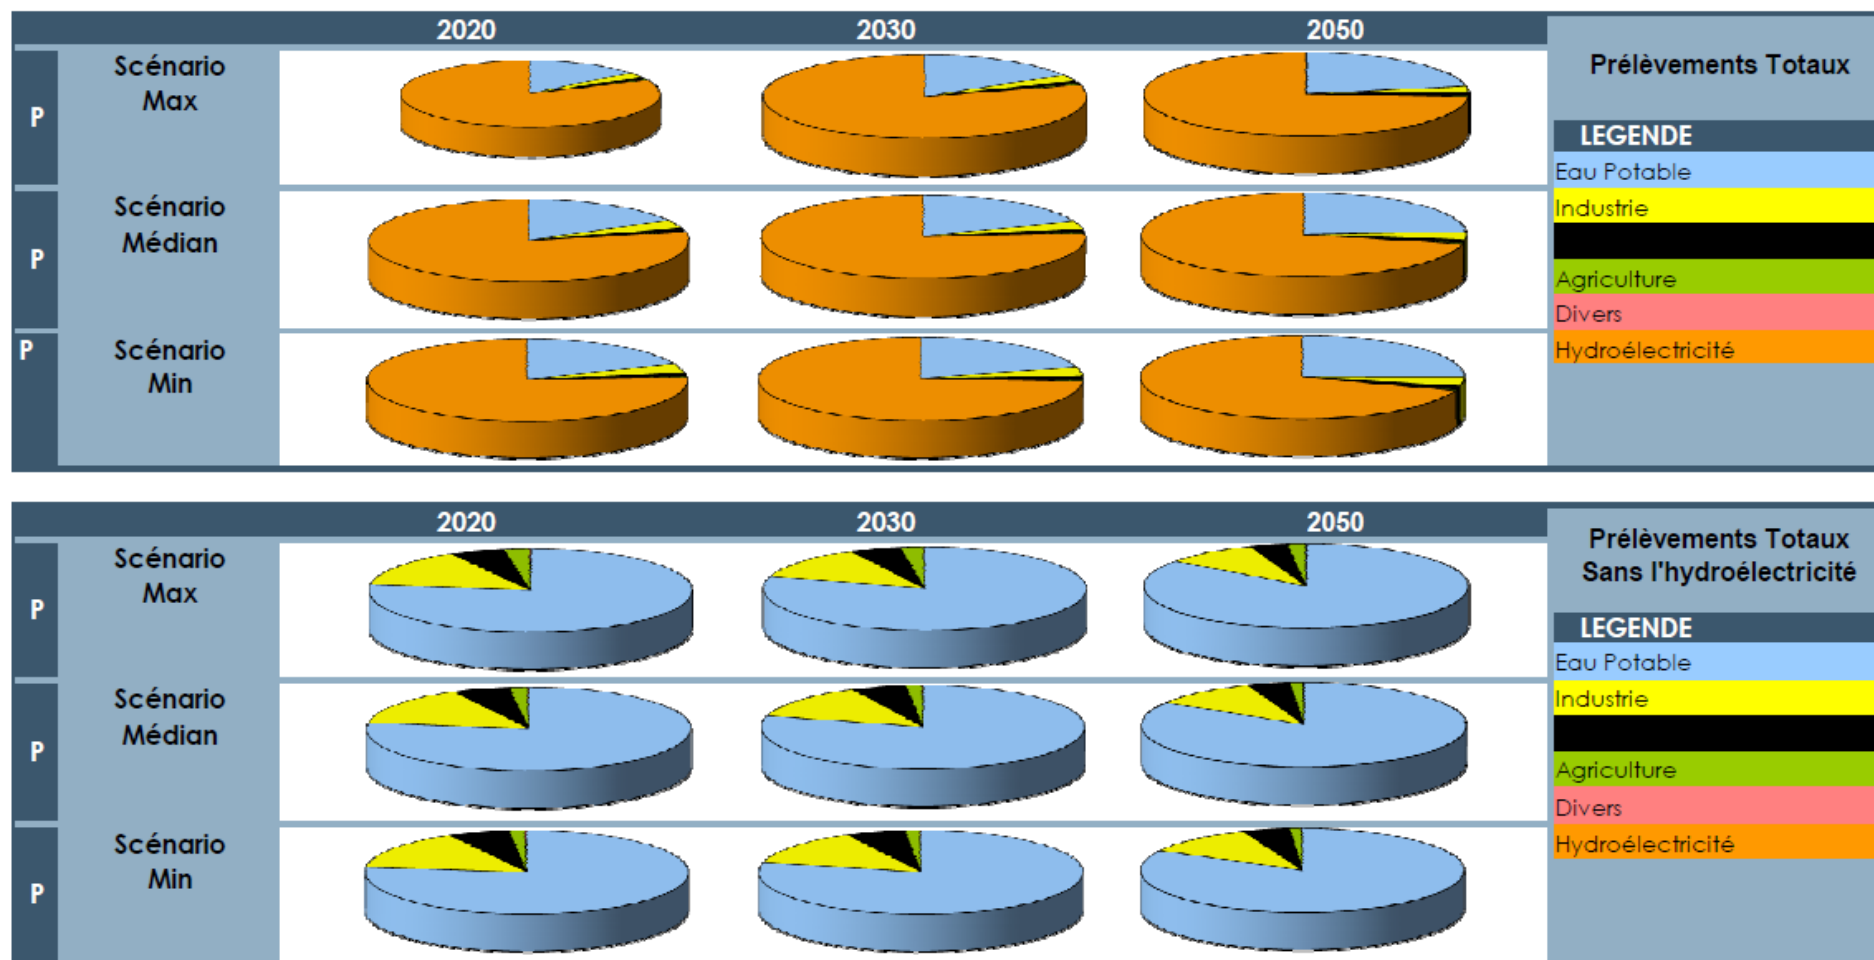 2020 2030 2050
Scénario
Max
P
Scénario
Médian
P
Scénario
Min
P
Prélèvements Totaux
LEGENDE
Eau Potable
Industrie
Agriculture
Divers
Hydroélectricité
2020 2030 2050
Scénario
Max
P
Scénario
Médian
P
Scénario
Min
P
Prélèvements Totaux
Sans l'hydroélectricité
LEGENDE
Eau Potable
Industrie
Agriculture
Divers
Hydroélectricité